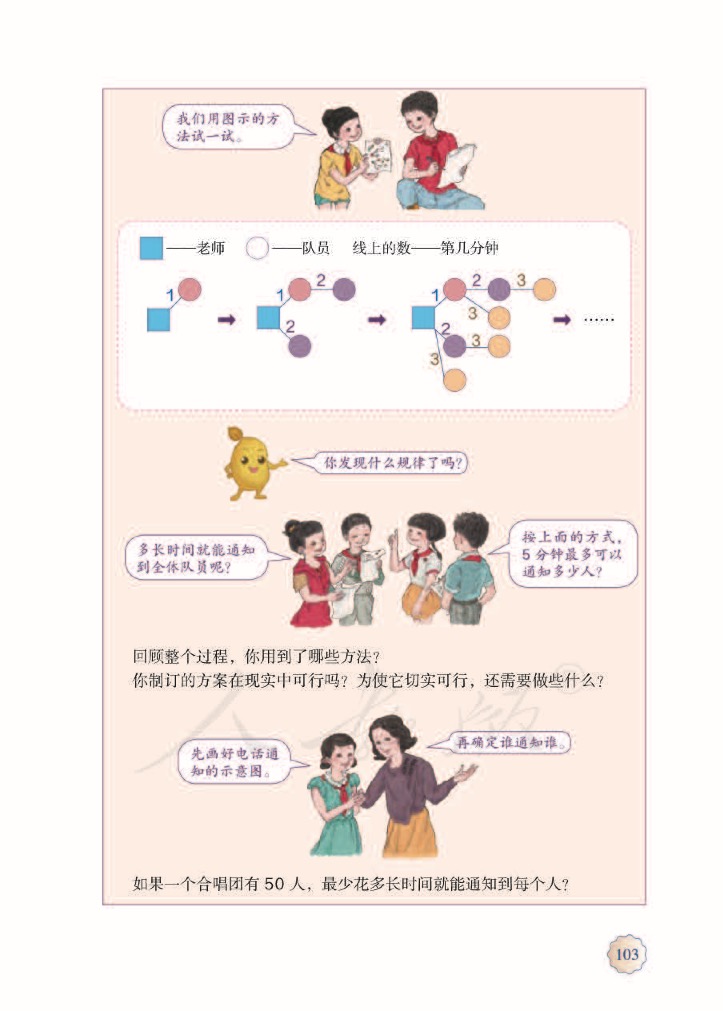 我们用图示的方
法试一试。
——老师 ——队员 线上的数——第几分钟
1
1
2
2
1
2
3
3
2
3
3
……
你发现什么规律了吗？
多长时间就能通知
到全体队员呢？
按上面的方式，
5 分钟最多可以
通知多少人？
回顾整个过程，你用到了哪些方法？
你制订的方案在现实中可行吗？为使它切实可行，还需要做些什么？
先画好电话通
知的示意图。
再确定谁通知谁。
如果一个合唱团有 50 人，最少花多长时间就能通知到每个人？
103